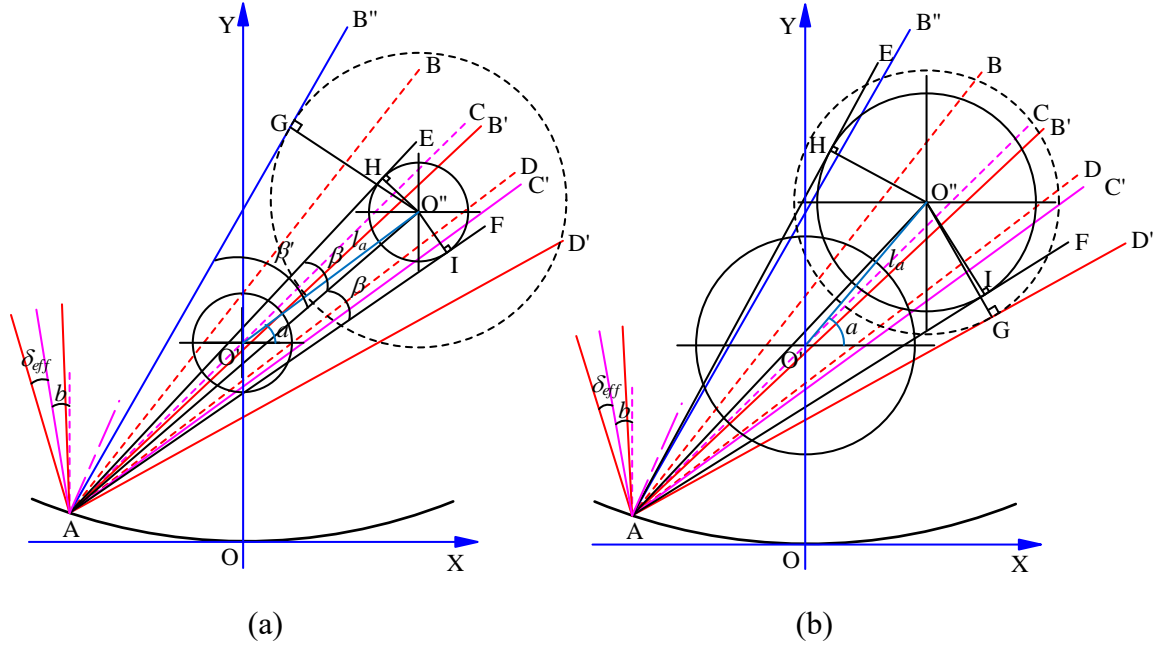 Y
B"
B
G
C
B'
H
E
D
O"
C'
F
β'
β
l_a
I
D'
β
a
O'
δ_eff
b
A
O
X
(a)
Y
B"
E
B
C
B'
H
D
O"
C'
F
l_a
I
D'
G
a
O'
δ_eff
b
A
O
X
(b)